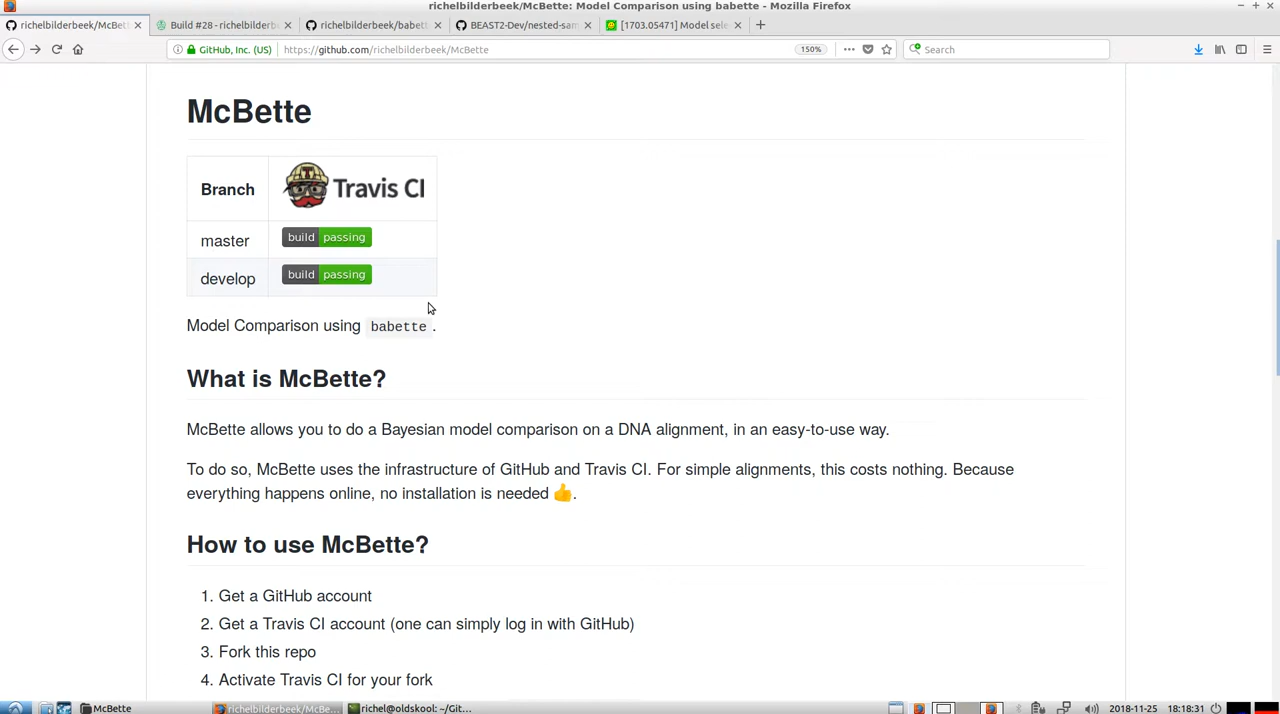 richelbilderbeek/McBette: Model Comparison using babette - Mozilla Firefox
richelbilderbeek/McBett
Build #28 - richelbilderb
richelbilderbeek/babett
BEAST2-Dev/nested-sam
[1703.05471] Model sele
GitHub, Inc. (US)
https://github.com/richelbilderbeek/McBette
150%
Search
McBette
Branch
Travis CI
master
build passing
develop
build passing
Model Comparison using babette.
What is McBette?
McBette allows you to do a Bayesian model comparison on a DNA alignment, in an easy-to-use way.
To do so, McBette uses the infrastructure of GitHub and Travis CI. For simple alignments, this costs nothing. Because
everything happens online, no installation is needed 👍.
How to use McBette?
1. Get a GitHub account
2. Get a Travis CI account (one can simply log in with GitHub)
3. Fork this repo
4. Activate Travis CI for your fork
McBette
richelbilderbeek/McBe...
richel@oldskool: ~/Git...
2018-11-25
18:18:31